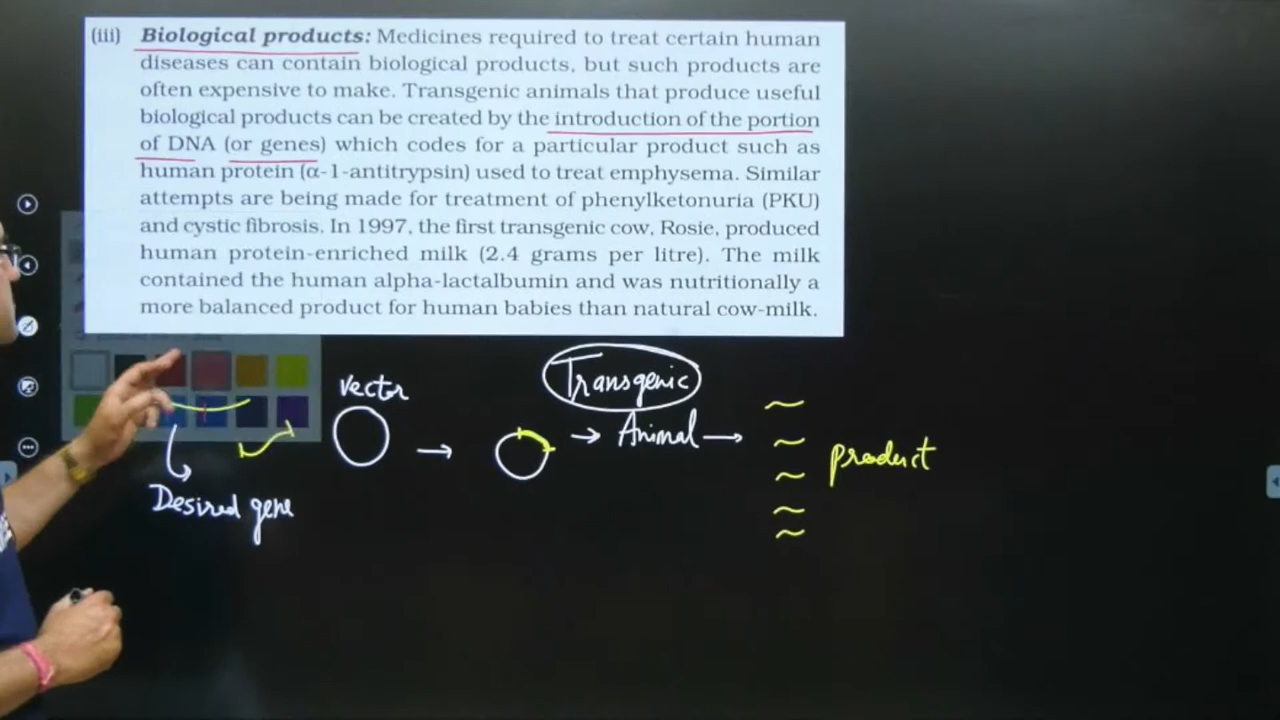 (iii) Biological products: Medicines required to treat certain human
diseases can contain biological products, but such products are
often expensive to make. Transgenic animals that produce useful
biological products can be created by the introduction of the portion
of DNA (or genes) which codes for a particular product such as
human protein (α-1-antitrypsin) used to treat emphysema. Similar
attempts are being made for treatment of phenylketonuria (PKU)
and cystic fibrosis. In 1997, the first transgenic cow, Rosie, produced
human protein-enriched milk (2.4 grams per litre). The milk
contained the human alpha-lactalbumin and was nutritionally a
more balanced product for human babies than natural cow-milk.
Transgenic
vector
Animal
product
Desired gene